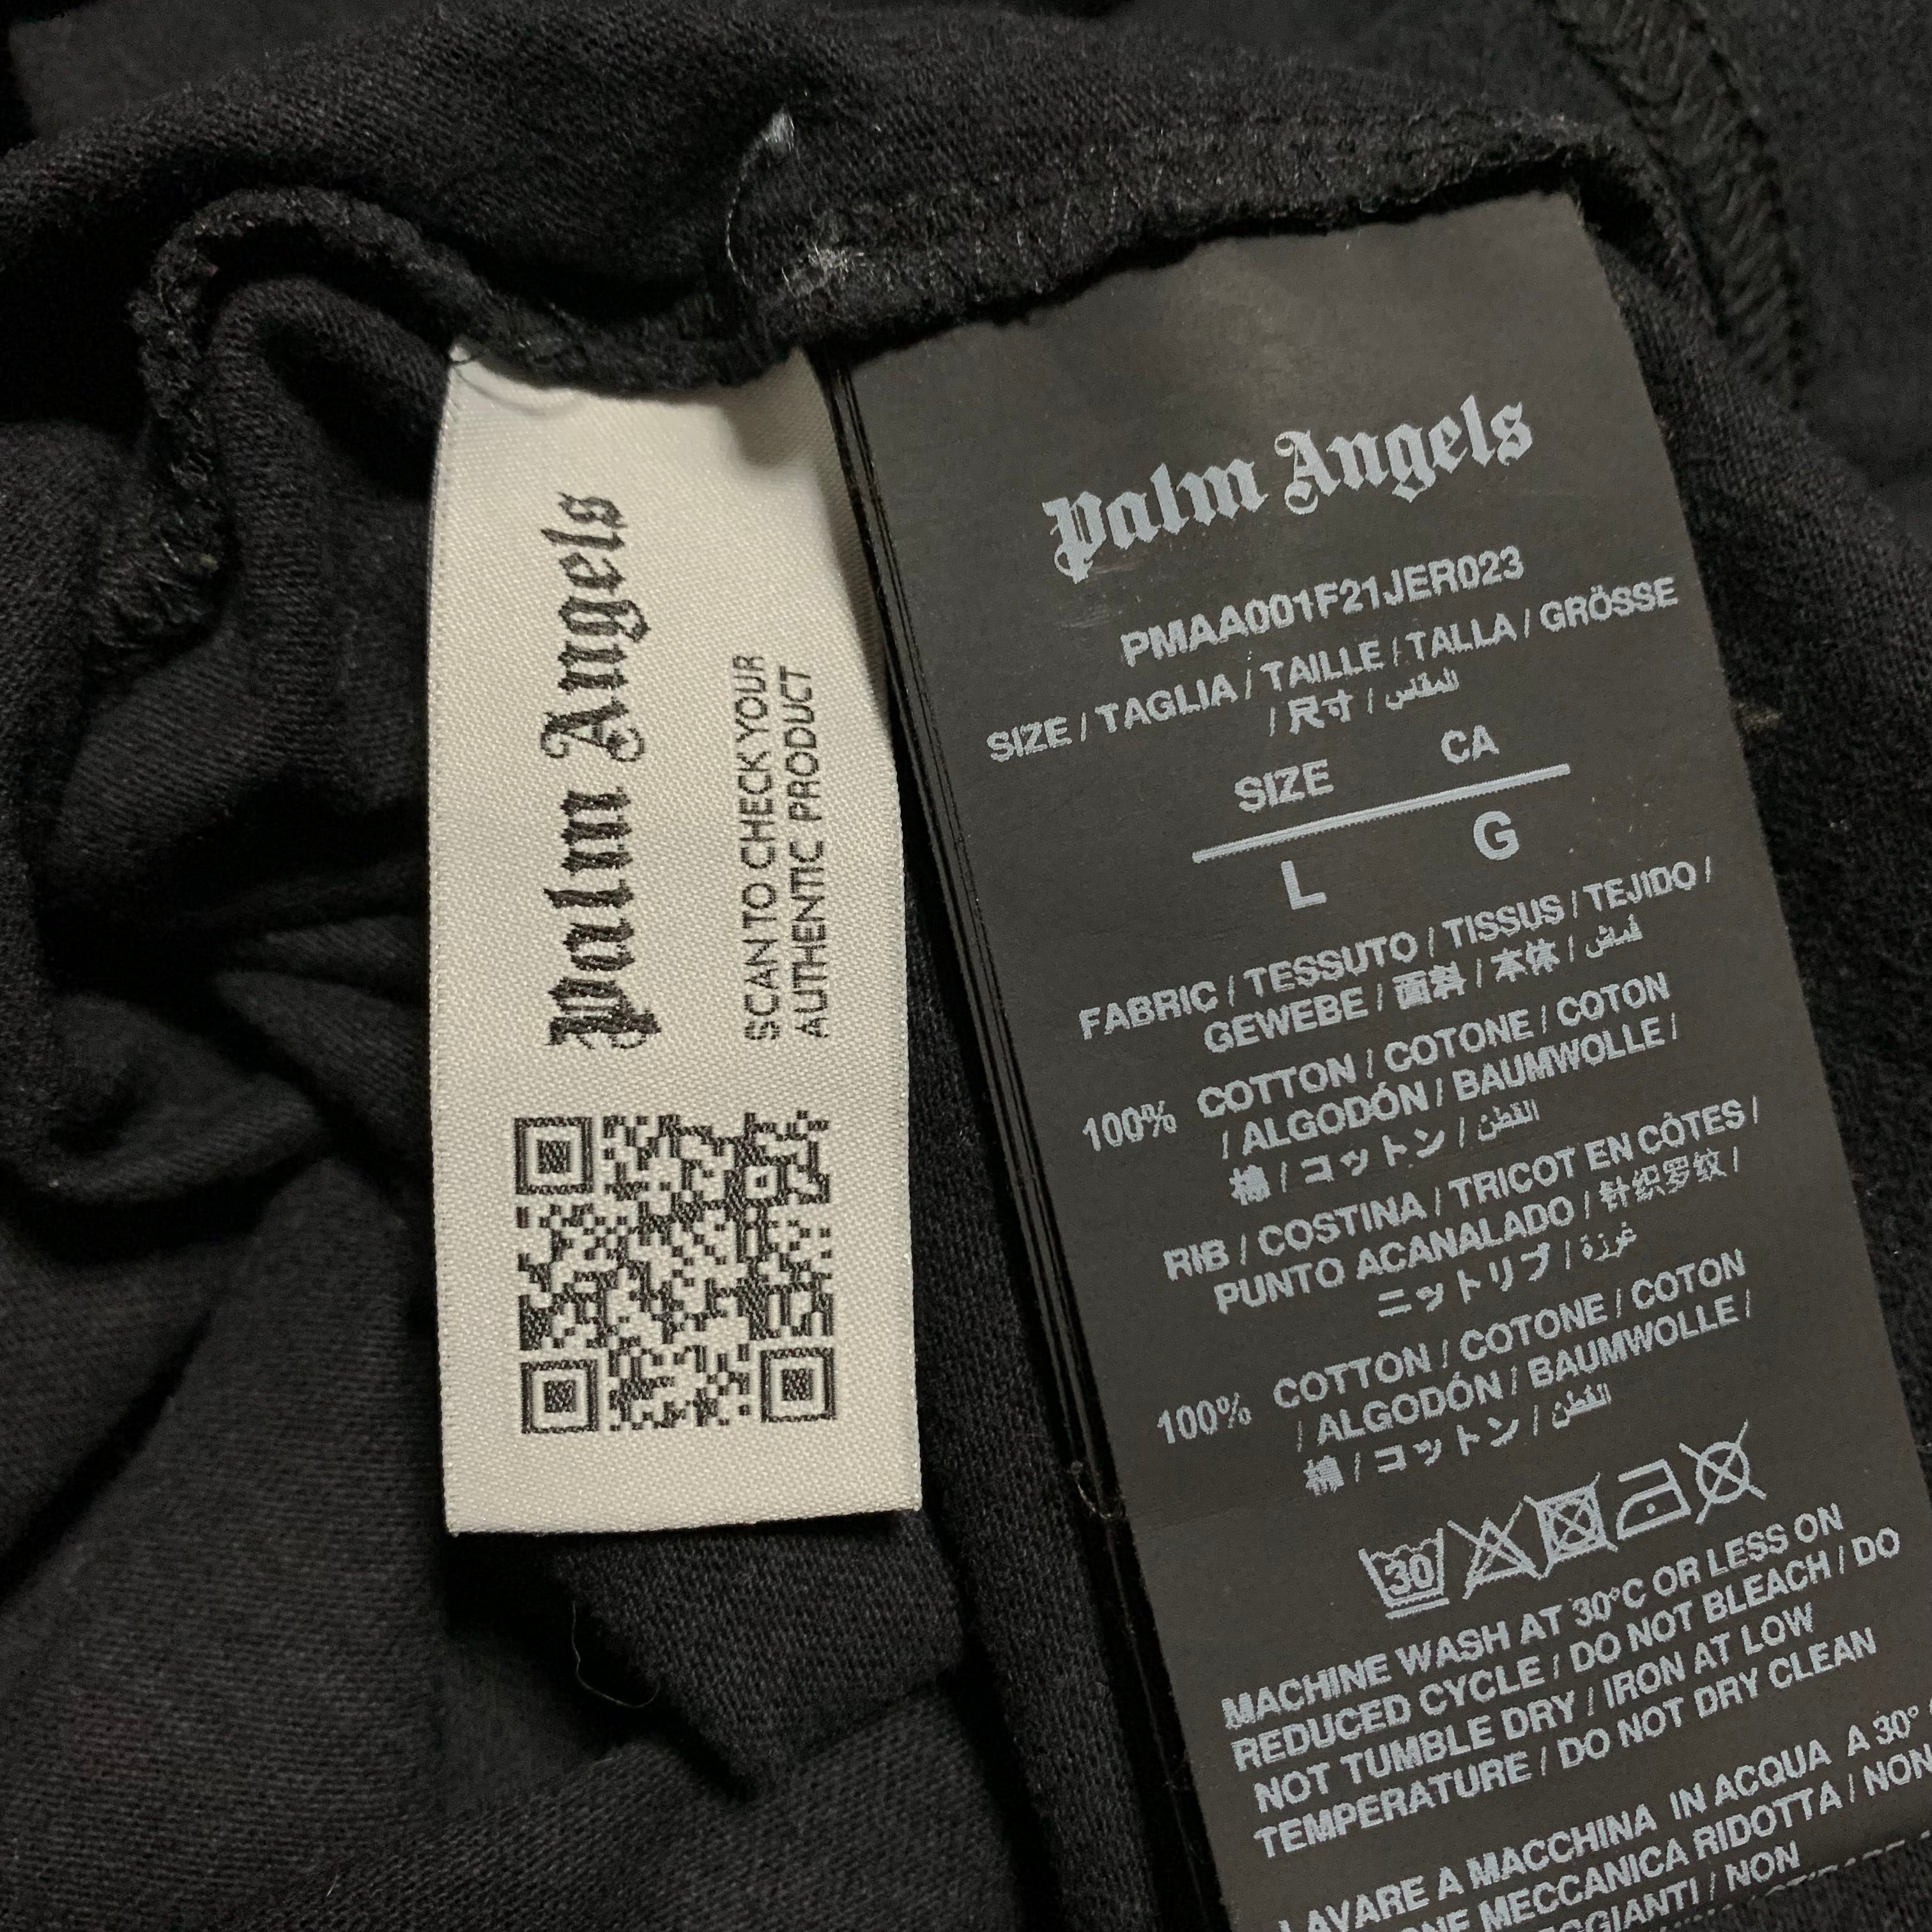 Palm Angels
SCAN TO CHECK YOUR
AUTHENTIC PRODUCT
Palm Angels
PMAA001F21JER023
SIZE / TAGLIA / TAILLE / TALLA / GRÖSSE
/ 尺寸 / المقاس
SIZE CA
L G
FABRIC / TESSUTO / TISSUS / TEJIDO /
GEWEBE / 面料 / 本体 / قماش
100% COTTON / COTONE / COTON
/ ALGODÓN / BAUMWOLLE /
棉 / コットン / القطن
RIB / COSTINA / TRICOT EN CÔTES /
PUNTO ACANALADO / 针织罗纹 /
ニットリブ / غرزة
100% COTTON / COTONE / COTON
/ ALGODÓN / BAUMWOLLE /
棉 / コットン / القطن
30
MACHINE WASH AT 30°C OR LESS ON
REDUCED CYCLE / DO NOT BLEACH / DO
NOT TUMBLE DRY / IRON AT LOW
TEMPERATURE / DO NOT DRY CLEAN
LAVARE A MACCHINA IN ACQUA A 30°
MECCANICA RIDOTTA / NON
/ NON